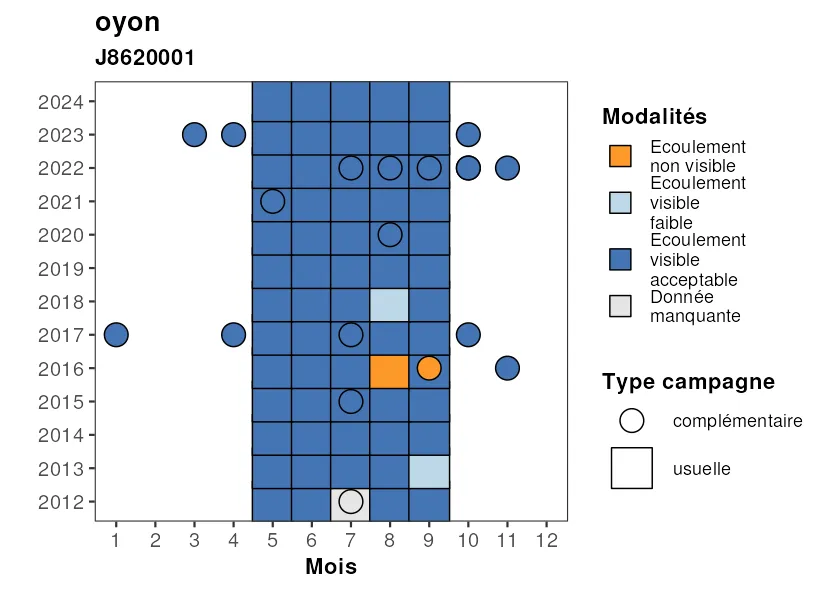 oyon
J8620001
2024
2023
2022
2021
2020
2019
2018
2017
2016
2015
2014
2013
2012
1 2 3 4 5 6 7 8 9 10 11 12
Mois
Modalités
Ecoulement
non visible
Ecoulement
visible
faible
Ecoulement
visible
acceptable
Donnée
manquante
Type campagne
complémentaire
usuelle